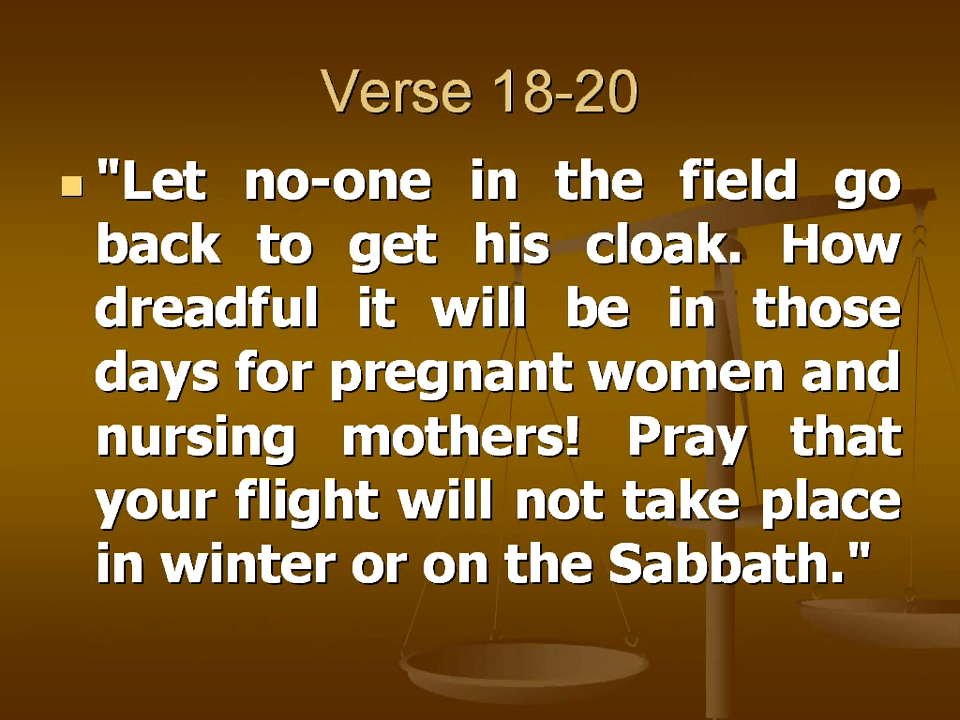 Verse 18-20
"Let no-one in the field go
back to get his cloak. How
dreadful it will be in those
days for pregnant women and
nursing mothers! Pray that
your flight will not take place
in winter or on the Sabbath."